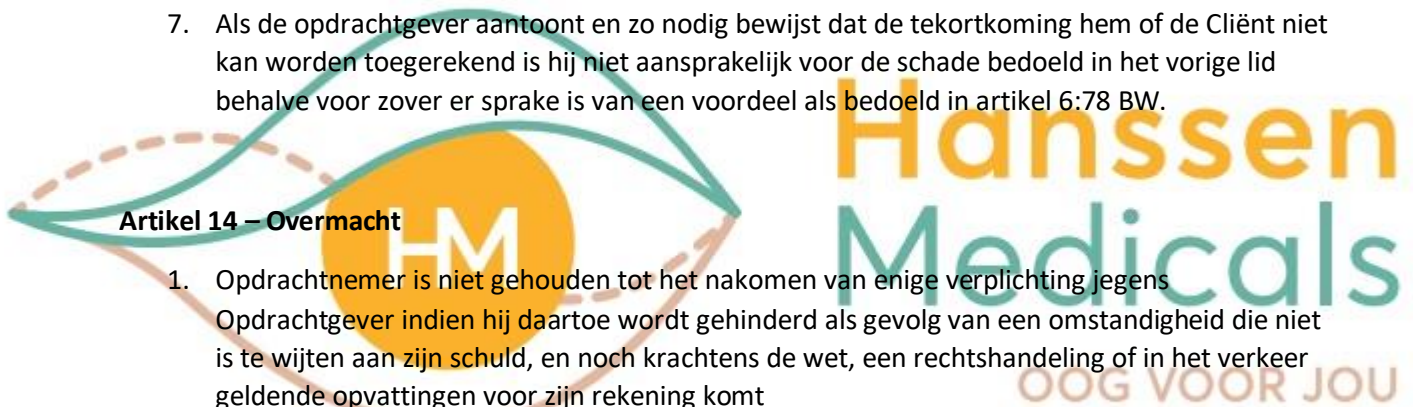 7. Als de opdrachtgever aantoont en zo nodig bewijst dat de tekortkoming hem of de Cliënt niet
kan worden toegerekend is hij niet aansprakelijk voor de schade bedoeld in het vorige lid
behalve voor zover er sprake is van een voordeel als bedoeld in artikel 6:78 BW.
Hanssen
Medicals
OOG VOOR JOU
HM
Artikel 14 – Overmacht
1. Opdrachtnemer is niet gehouden tot het nakomen van enige verplichting jegens
Opdrachtgever indien hij daartoe wordt gehinderd als gevolg van een omstandigheid die niet
is te wijten aan zijn schuld, en noch krachtens de wet, een rechtshandeling of in het verkeer
geldende opvattingen voor zijn rekening komt